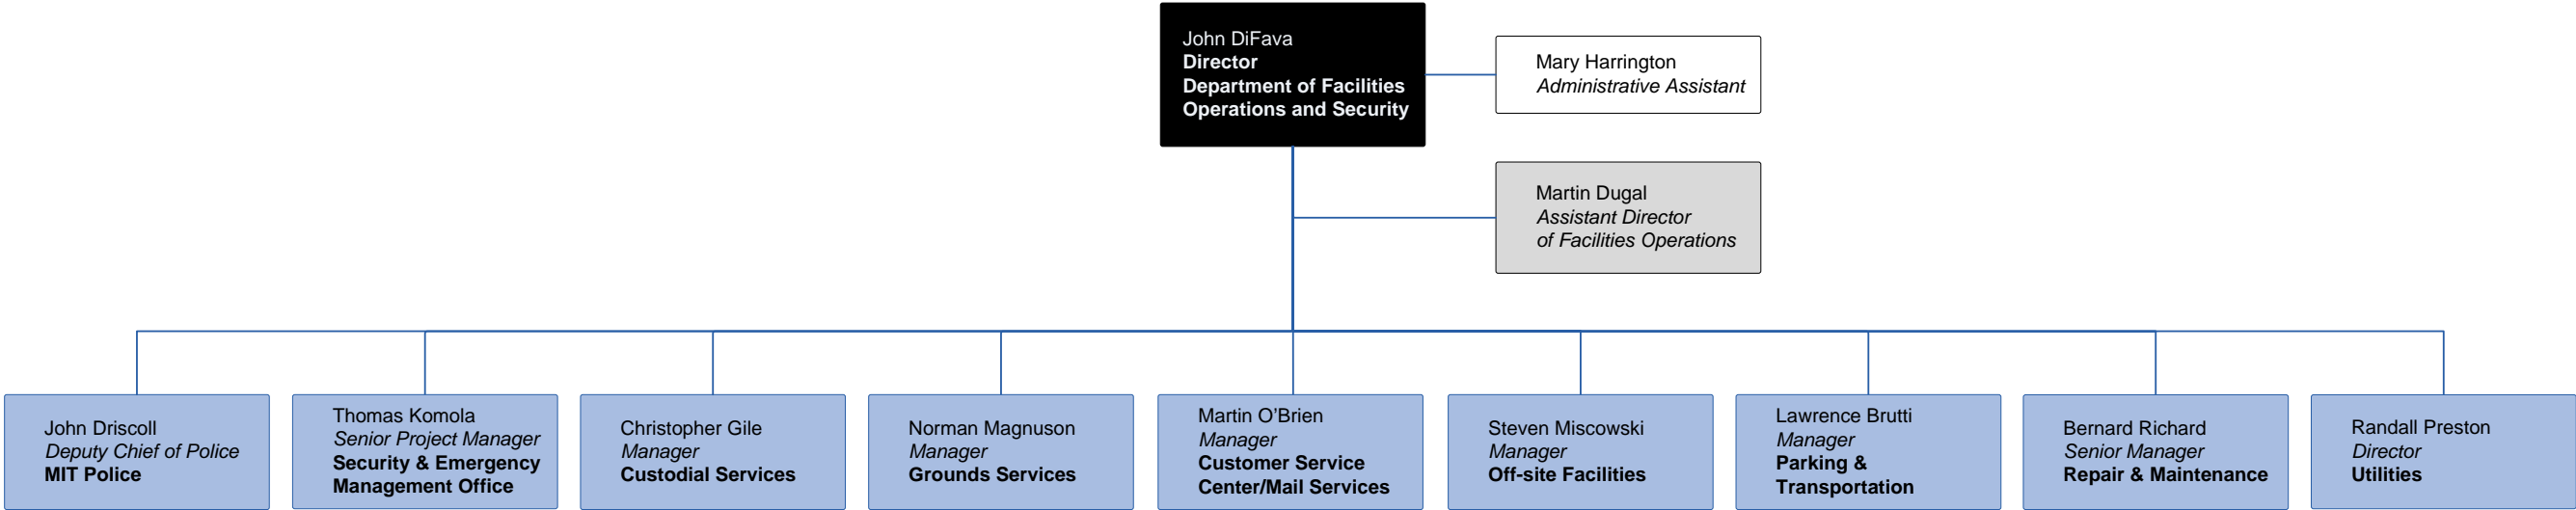 John DiFava
Director
Department of Facilities
Operations and Security
Mary Harrington
Administrative Assistant
Martin Dugal
Assistant Director
of Facilities Operations
John Driscoll
Deputy Chief of Police
MIT Police
Thomas Komola
Senior Project Manager
Security & Emergency
Management Office
Christopher Gile
Manager
Custodial Services
Norman Magnuson
Manager
Grounds Services
Martin O’Brien
Manager
Customer Service
Center/Mail Services
Steven Miscowski
Manager
Off-site Facilities
Lawrence Brutti
Manager
Parking &
Transportation
Bernard Richard
Senior Manager
Repair & Maintenance
Randall Preston
Director
Utilities